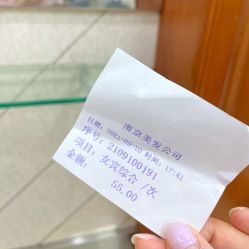 南京美发公司
日期: 2021-09-10 时间: 17:41
序号: 2109100191
项目: 女宾综合 /次
金额: 55.00